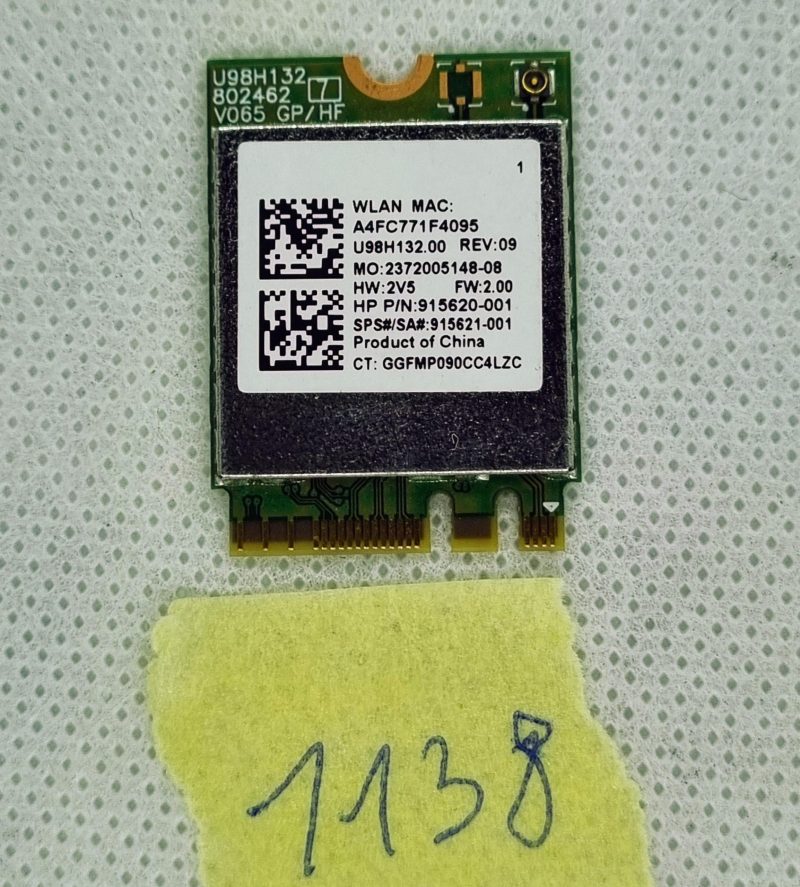 U98H132
802462 7
V065 GP/HF
1
WLAN MAC:
A4FC771F4095
U98H132.00 REV:09
MO:2372005148-08
HW:2V5 FW:2.00
HP P/N:915620-001
SPS#/SA#:915621-001
Product of China
CT: GGFMP090CC4LZC
1138